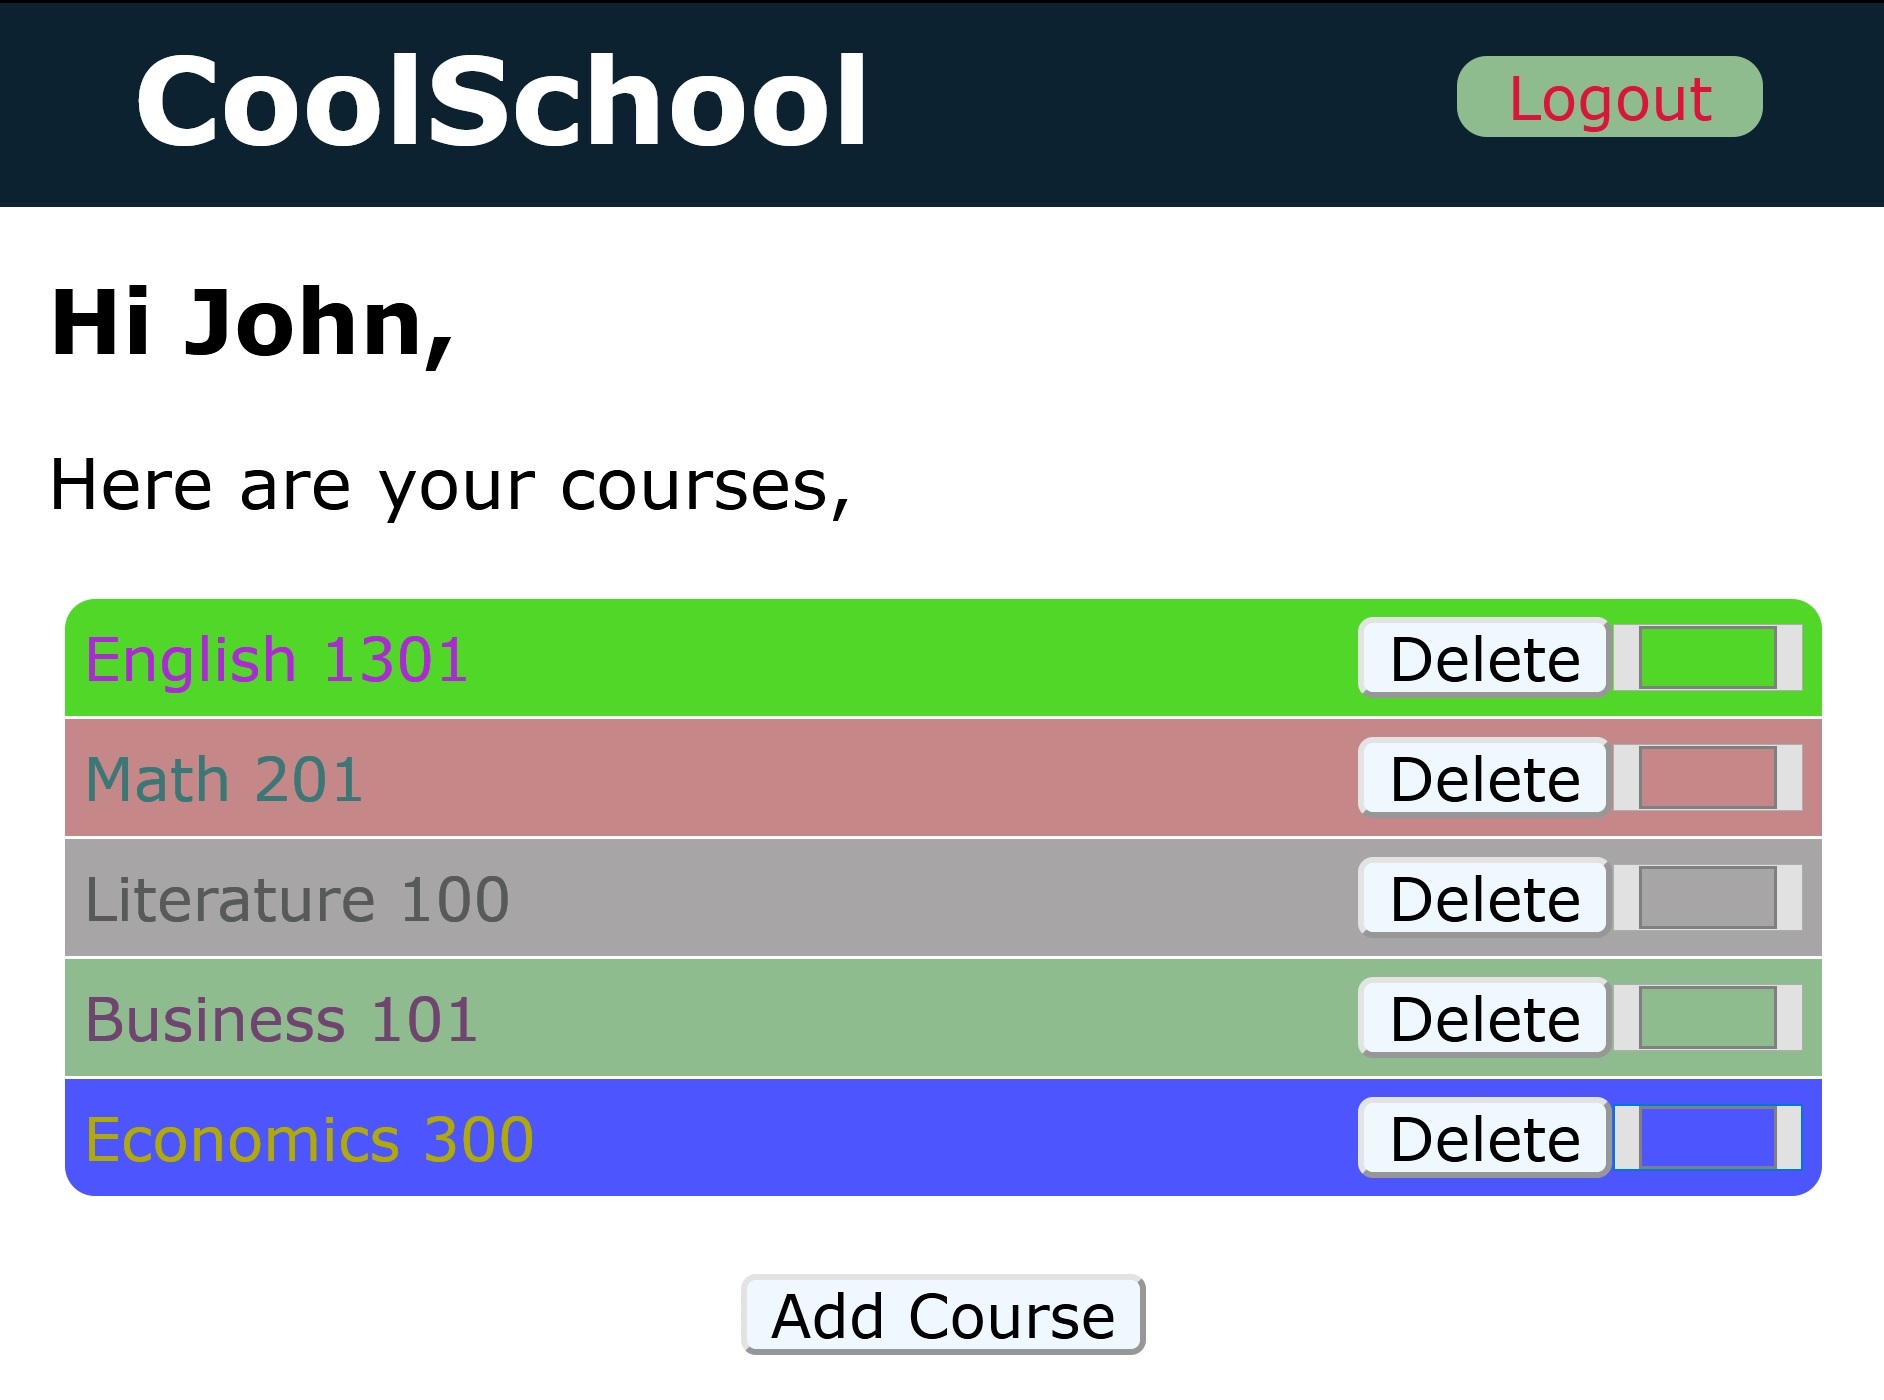 CoolSchool Logout
Hi John,
Here are your courses,
English 1301 Delete
Math 201 Delete
Literature 100 Delete
Business 101 Delete
Economics 300 Delete
Add Course